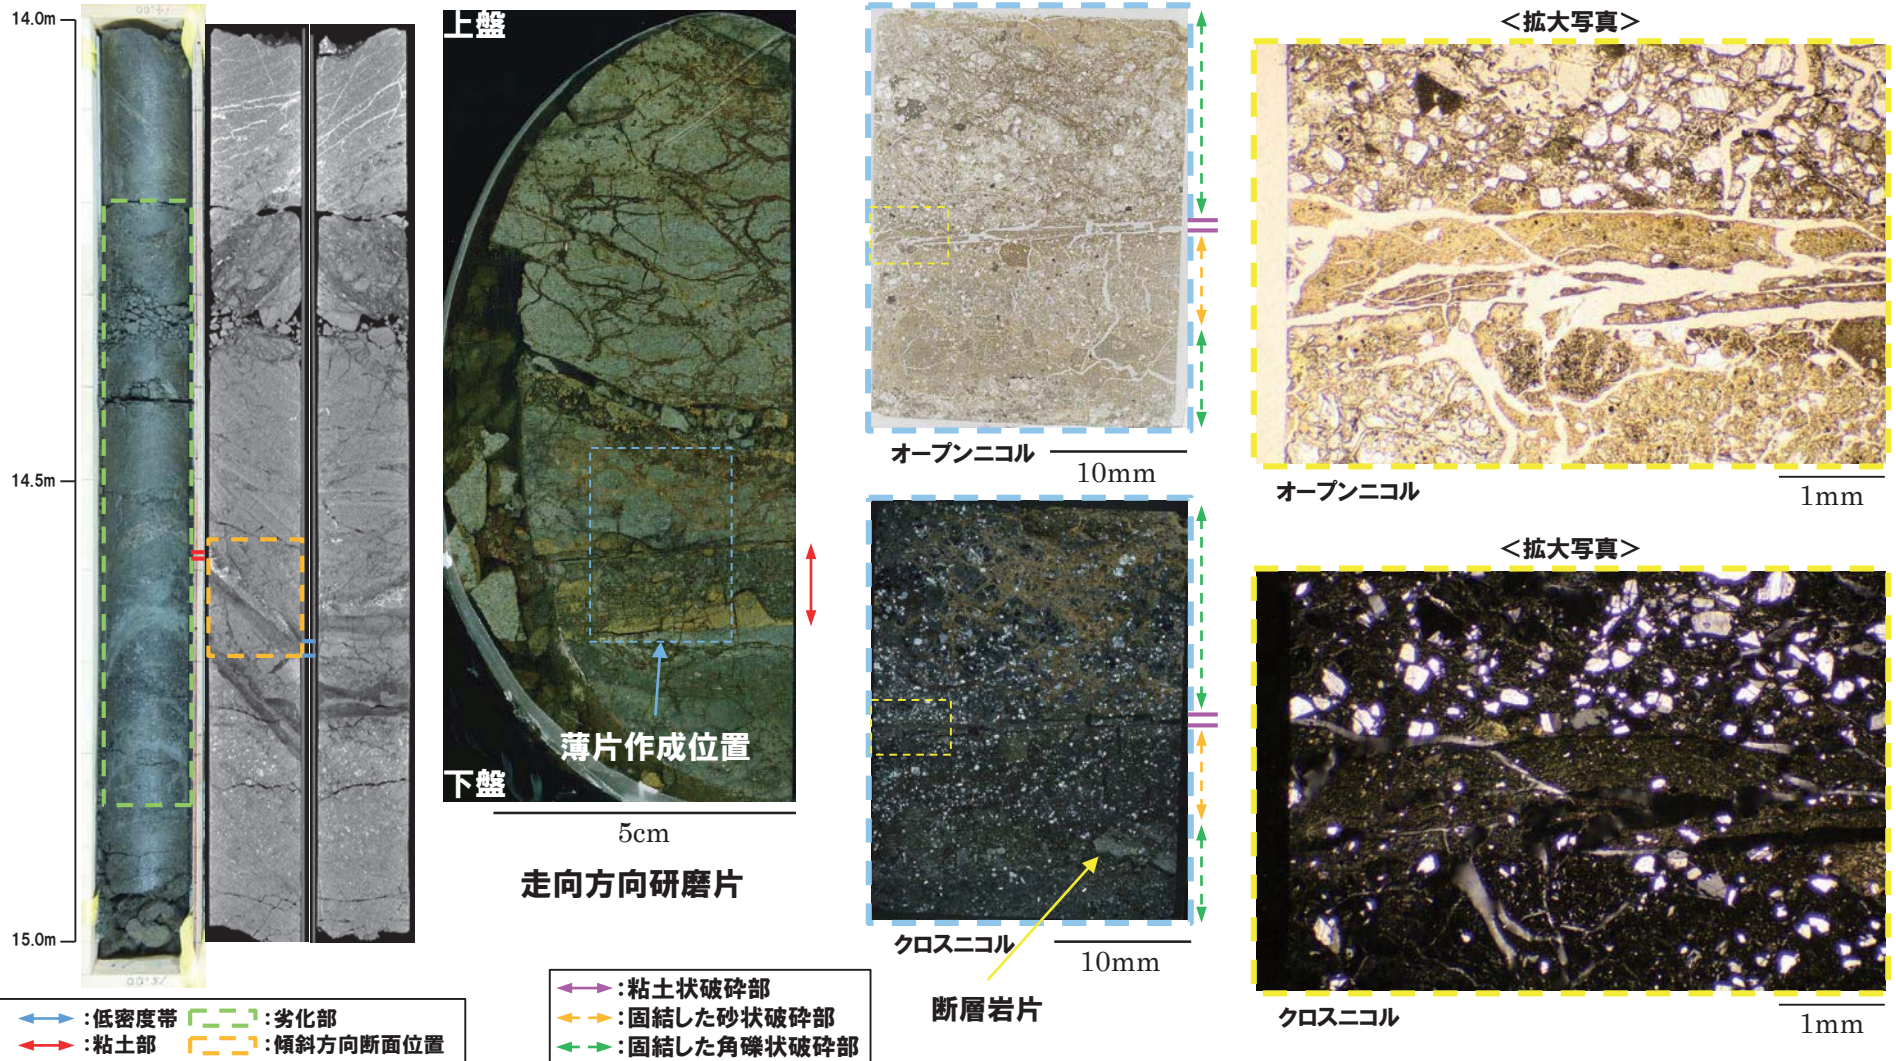 14.0m
14.5m
15.0m
14.00
15.00
上盤
薄片作成位置
下盤
5cm
走向方向研磨片
オープンニコル
10mm
クロスニコル
10mm
断層岩片
<拡大写真>
オープンニコル
1mm
<拡大写真>
クロスニコル
1mm
:低密度帯
:劣化部
:粘土部
:傾斜方向断面位置
:粘土状破砕部
:固結した砂状破砕部
:固結した角礫状破砕部